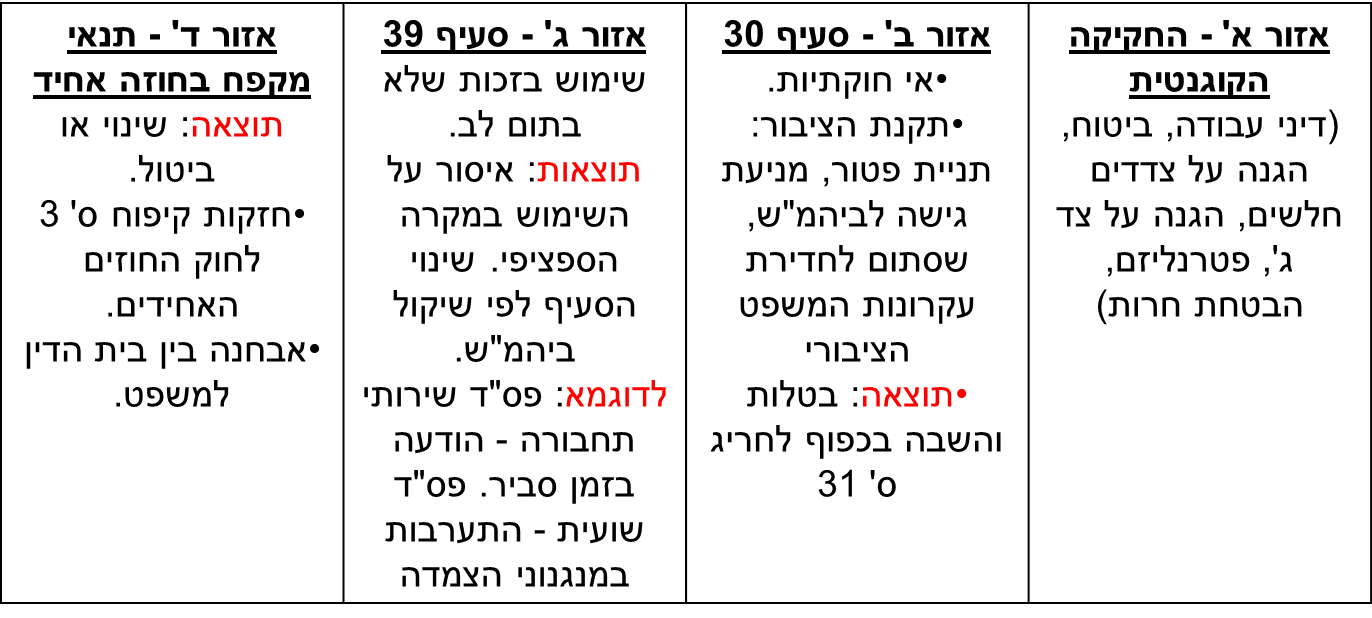 אזור א' - החקיקה
הקוגנטית
(דיני עבודה, ביטוח,
הגנה על צדדים
חלשים, הגנה על צד
ג', פטרנליזם,
הבטחת חרות)
אזור ב' - סעיף 30
•אי חוקתיות.
•תקנת הציבור:
תניית פטור, מניעת
גישה לביהמ"ש,
שסתום לחדירת
עקרונות המשפט
הציבורי
•תוצאה: בטלות
והשבה בכפוף לחריג
ס' 31
אזור ג' - סעיף 39
שימוש בזכות שלא
בתום לב.
תוצאות: איסור על
השימוש במקרה
הספציפי. שינוי
הסעיף לפי שיקול
ביהמ"ש.
לדוגמא: פס"ד שירותי
תחבורה - הודעה
בזמן סביר. פס"ד
שועית - התערבות
במנגנוני הצמדה
אזור ד' - תנאי
מקפח בחוזה אחיד
תוצאה: שינוי או
ביטול.
•חזקות קיפוח ס' 3
לחוק החוזים
האחידים.
•אבחנה בין בית הדין
למשפט.